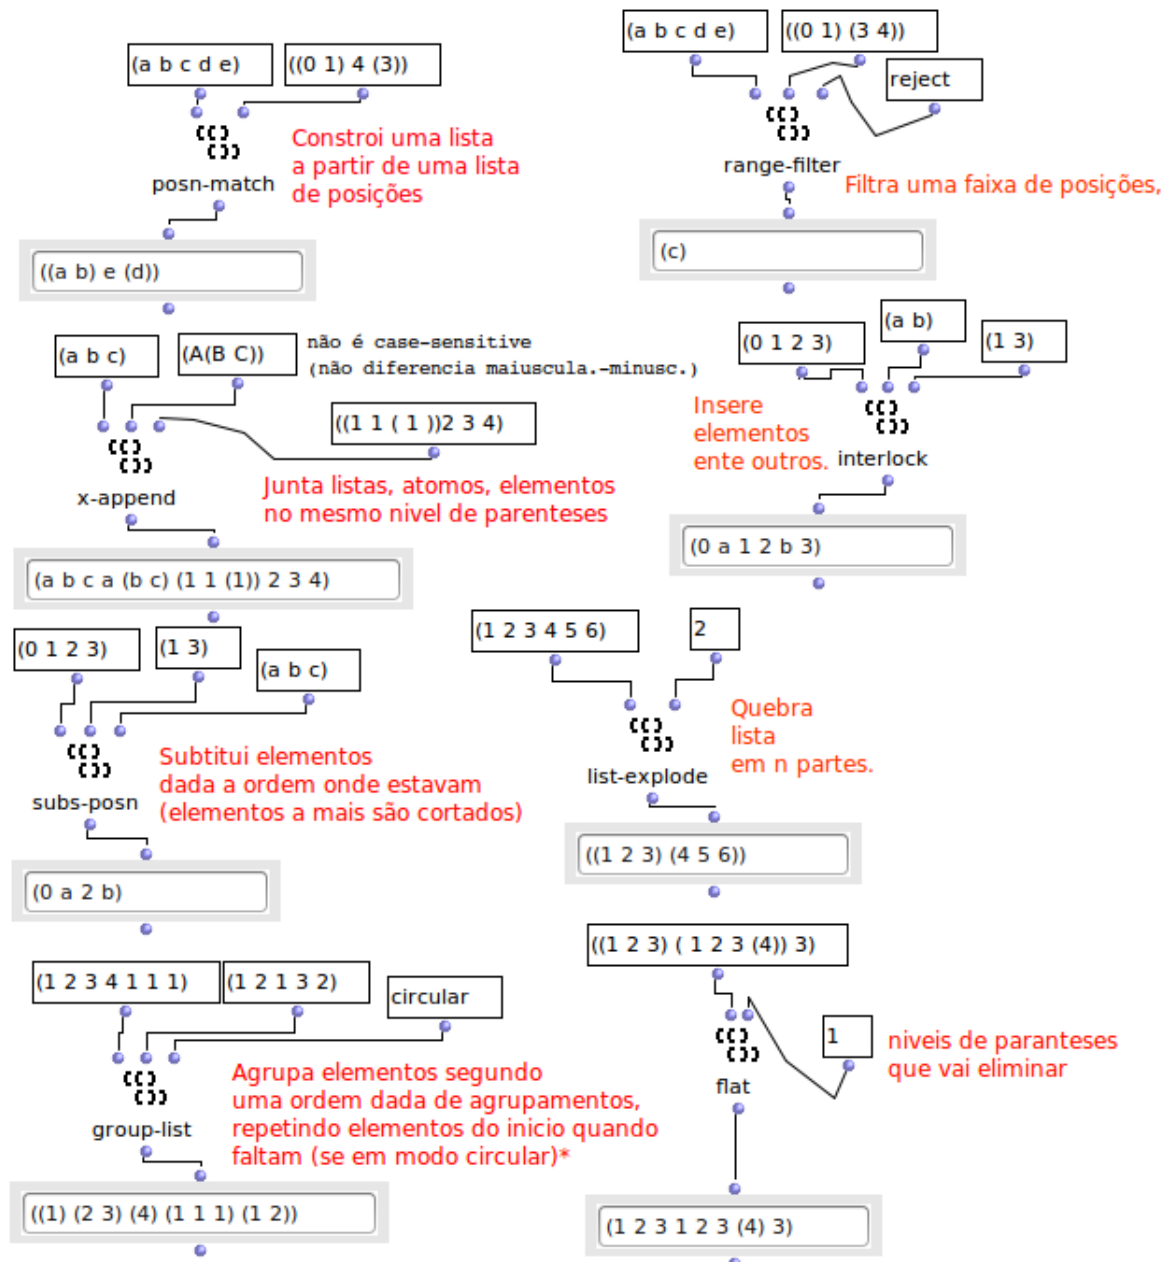 (a b c d e)
((0 1) 4 (3))
Constroi uma lista
a partir de uma lista
de posições
posn-match
((a b) e (d))
(a b c)
(A(B C))
não é case-sensitive
(não diferencia maiuscula.-minusc.)
((1 1 ( 1 ))2 3 4)
x-append
Junta listas, atomos, elementos
no mesmo nivel de parenteses
(a b c a (b c) (1 1 (1)) 2 3 4)
(0 1 2 3)
(1 3)
(a b c)
Subtitui elementos
dada a ordem onde estavam
(elementos a mais são cortados)
subs-posn
(0 a 2 b)
(1 2 3 4 1 1 1)
(1 2 1 3 2)
circular
Agrupa elementos segundo
uma ordem dada de agrupamentos,
repetindo elementos do inicio quando
faltam (se em modo circular)*
group-list
((1) (2 3) (4) (1 1 1) (1 2))
(a b c d e)
((0 1) (3 4))
reject
range-filter
Filtra uma faixa de posições,
(c)
(0 1 2 3)
(a b)
(1 3)
Insere
elementos
ente outros.
interlock
(0 a 1 2 b 3)
(1 2 3 4 5 6)
2
Quebra
lista
em n partes.
list-explode
((1 2 3) (4 5 6))
((1 2 3) ( 1 2 3 (4)) 3)
1
niveis de paranteses
que vai eliminar
flat
(1 2 3 1 2 3 (4) 3)